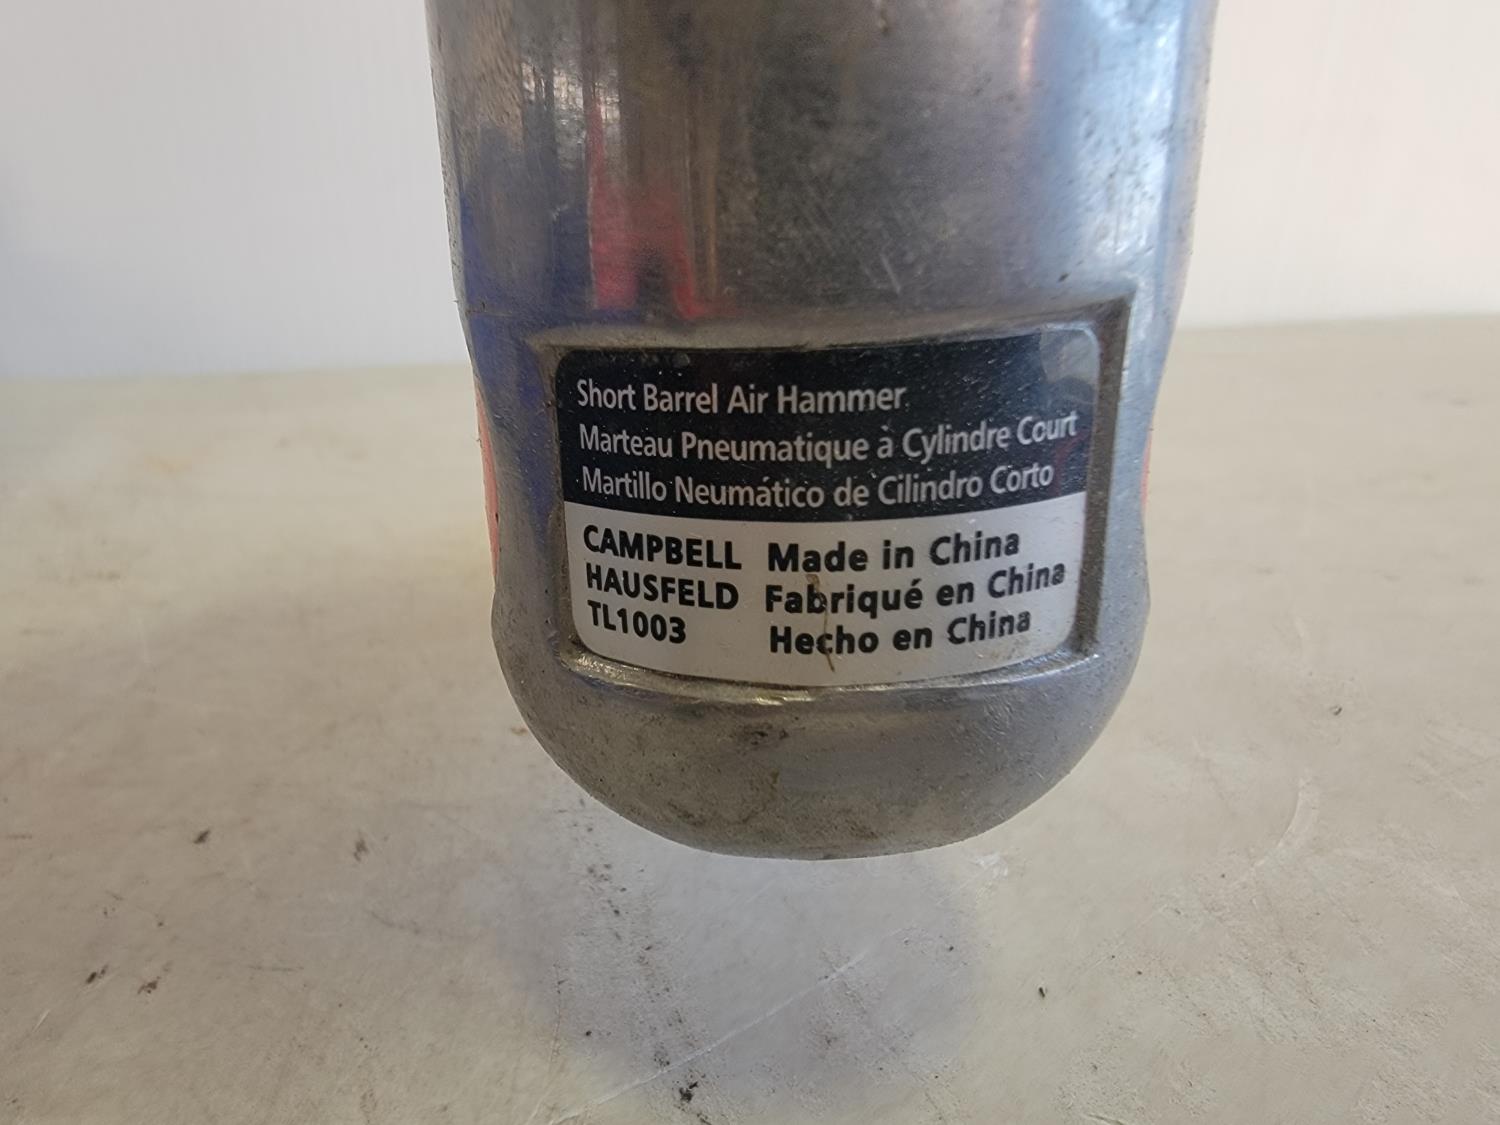 Short Barrel Air Hammer
Marteau Pneumatique à Cylindre Court
Martillo Neumático de Cilindro Corto
CAMPBELL
HAUSFELD
TL1003
Made in China
Fabriqué en China
Hecho en China